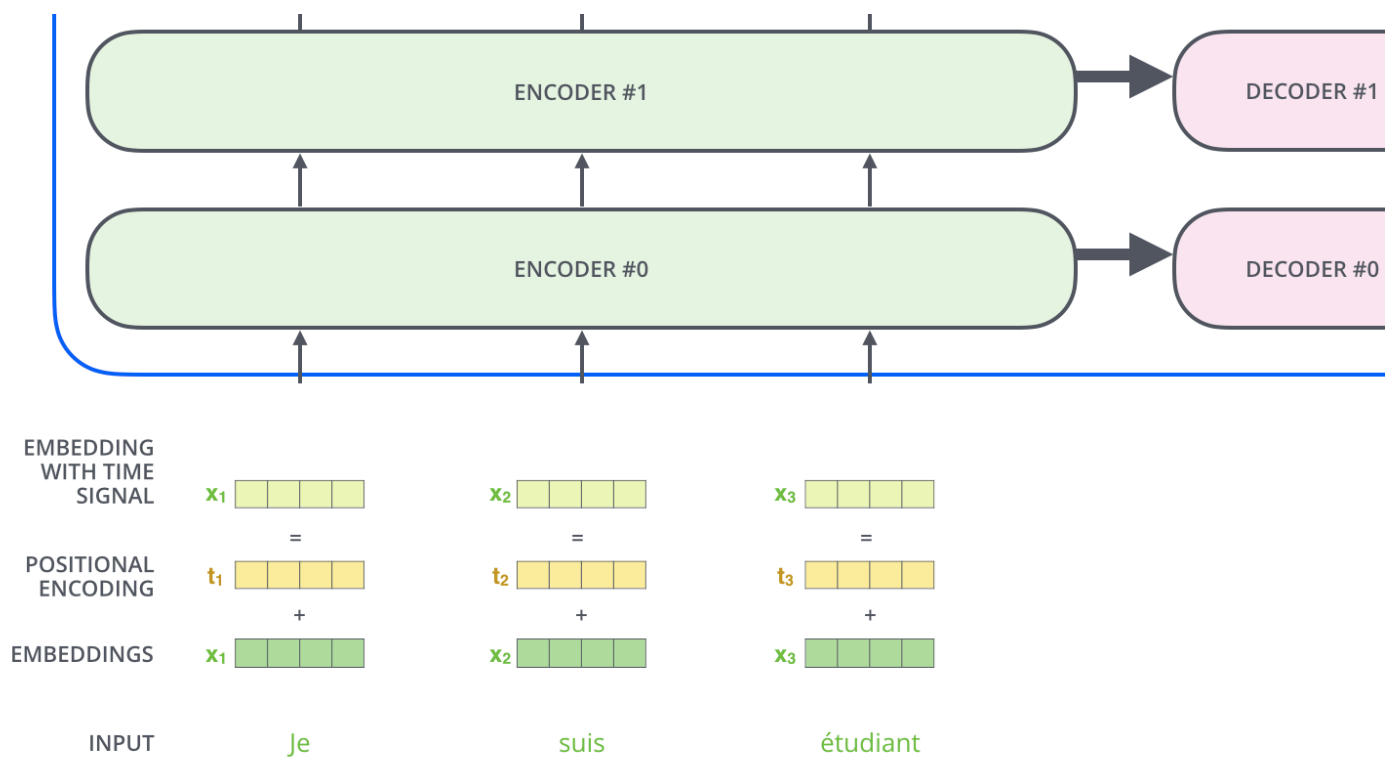 ENCODER #1
DECODER #1
ENCODER #0
DECODER #0
EMBEDDING
WITH TIME
SIGNAL
x₁
x₂
x₃
= = =
POSITIONAL
ENCODING
t₁
t₂
t₃
+ + +
EMBEDDINGS
x₁
x₂
x₃
INPUT
Je
suis
étudiant